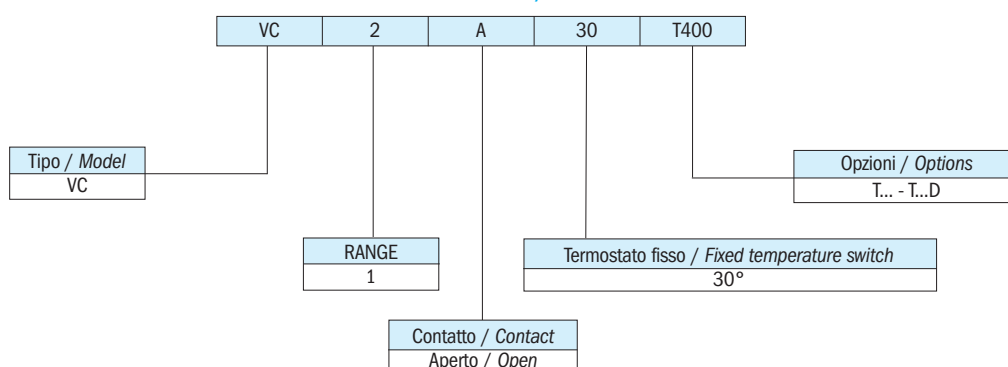 VC 2 A 30 T400
Tipo / Model
VC
Opzioni / Options
T... - T...D
RANGE
1
Termostato fisso / Fixed temperature switch
30°
Contatto / Contact
Aperto / Open